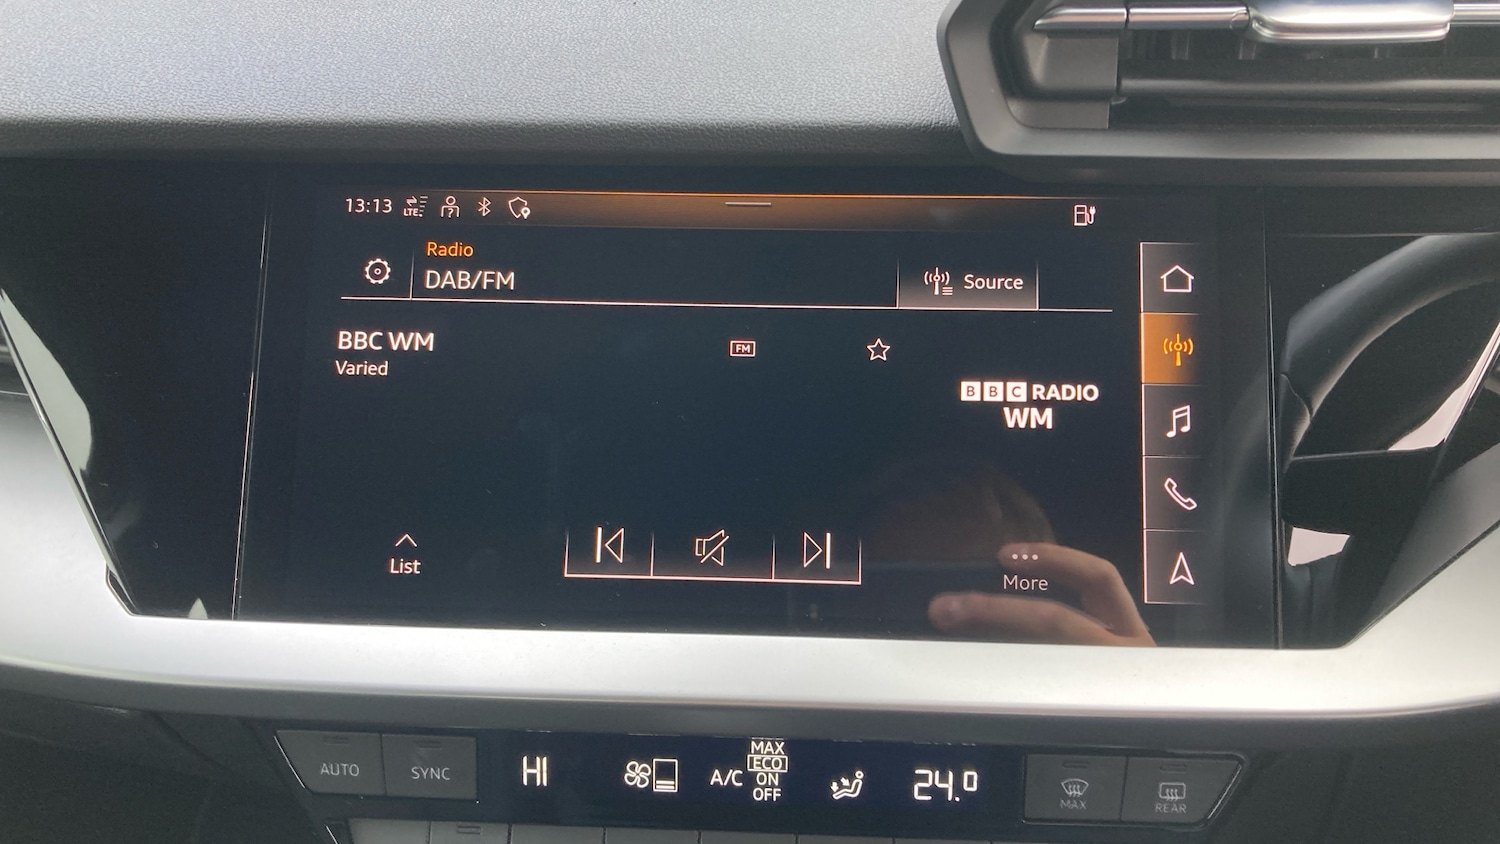 13:13 LTE
Radio
DAB/FM
Source
BBC WM
FM
Varied
BBC RADIO
WM
List
More
AUTO
SYNC
HI
A/C
MAX
ECO
ON
OFF
24.0
MAX
REAR